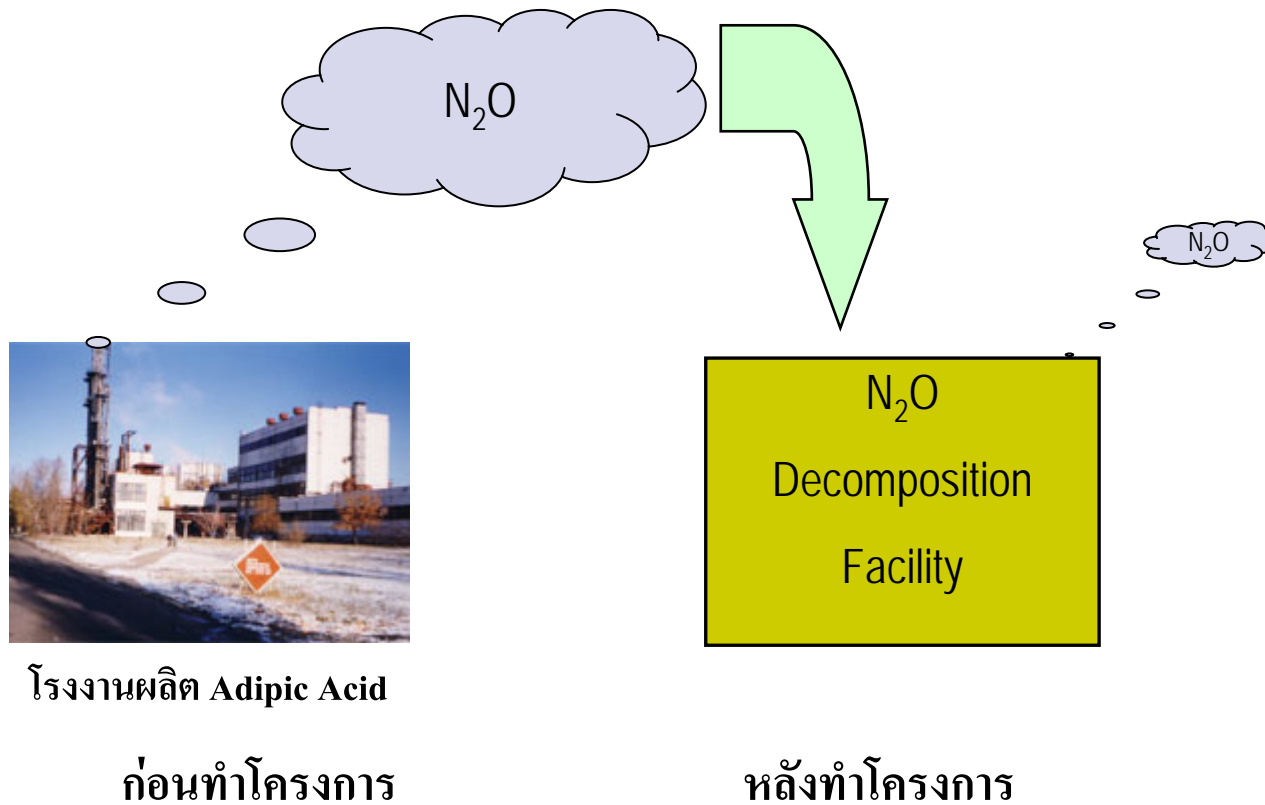 N₂O
N₂O
N₂O
Decomposition
Facility
โรงงานผลิต Adipic Acid
ก่อนทำโครงการ
หลังทำโครงการ